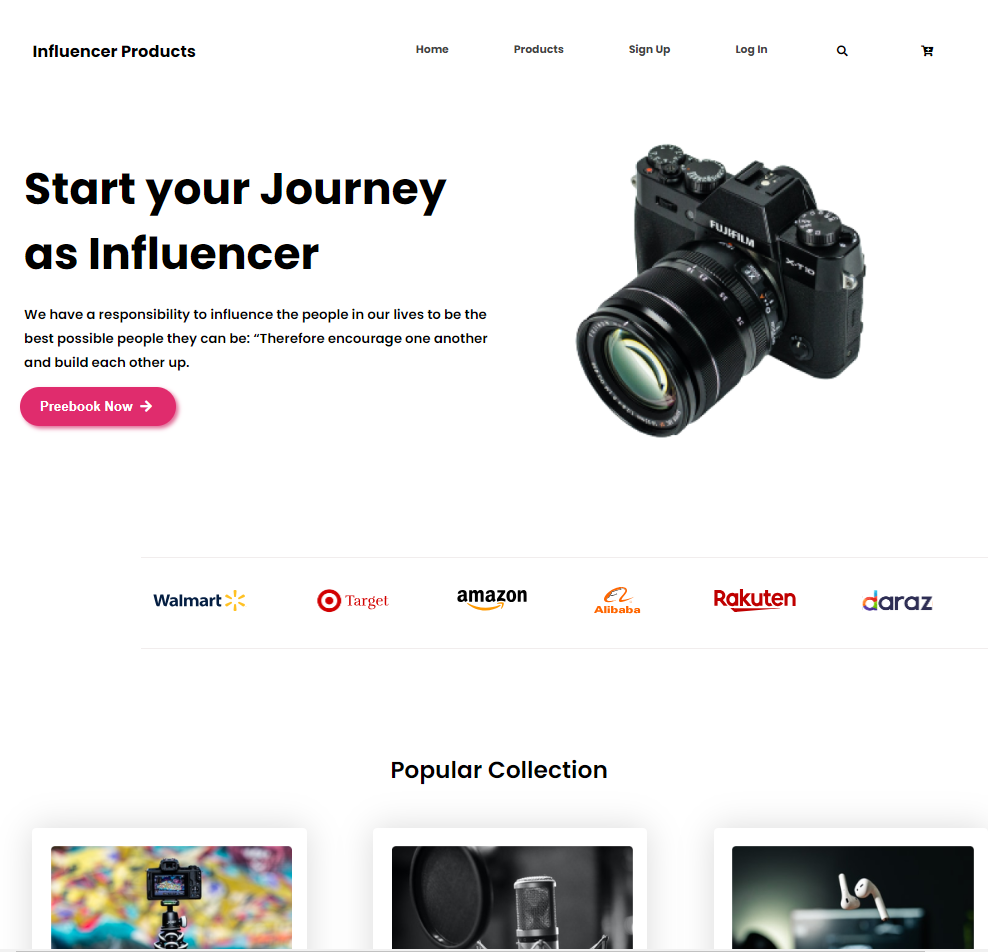 Influencer Products
Home
Products
Sign Up
Log In
Start your Journey
as Influencer
We have a responsibility to influence the people in our lives to be the
best possible people they can be: “Therefore encourage one another
and build each other up.
Preebook Now
FUJIFILM
X-T10
Walmart
Target
amazon
Alibaba
Rakuten
daraz
Popular Collection